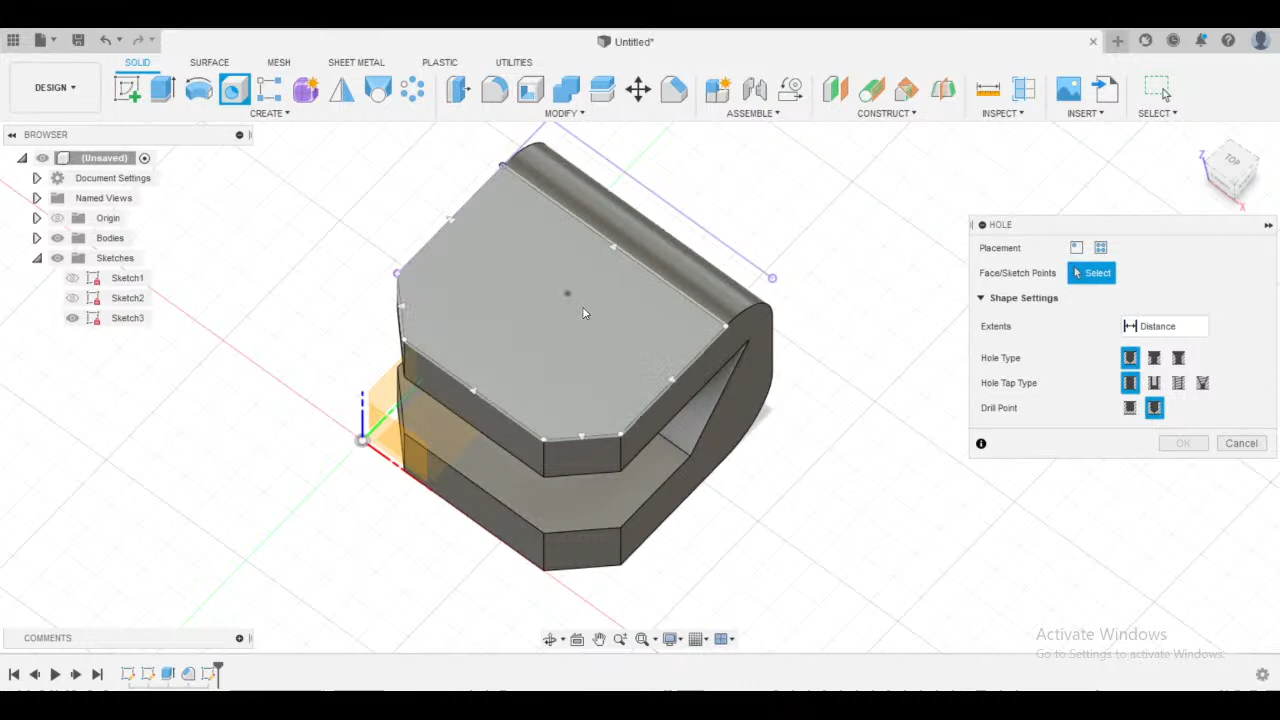 Untitled*
SOLID SURFACE MESH SHEET METAL PLASTIC UTILITIES
DESIGN ▾
CREATE ▾ MODIFY ▾ ASSEMBLE ▾ CONSTRUCT ▾ INSPECT ▾ INSERT ▾ SELECT ▾
BROWSER
(Unsaved)
Document Settings
Named Views
Origin
Bodies
Sketches
Sketch1
Sketch2
Sketch3
Z
TOP
X
HOLE
Placement
Face/Sketch Points Select
Shape Settings
Extents Distance
Hole Type
Hole Tap Type
Drill Point
OK Cancel
COMMENTS
Activate Windows
Go to Settings to activate Windows.